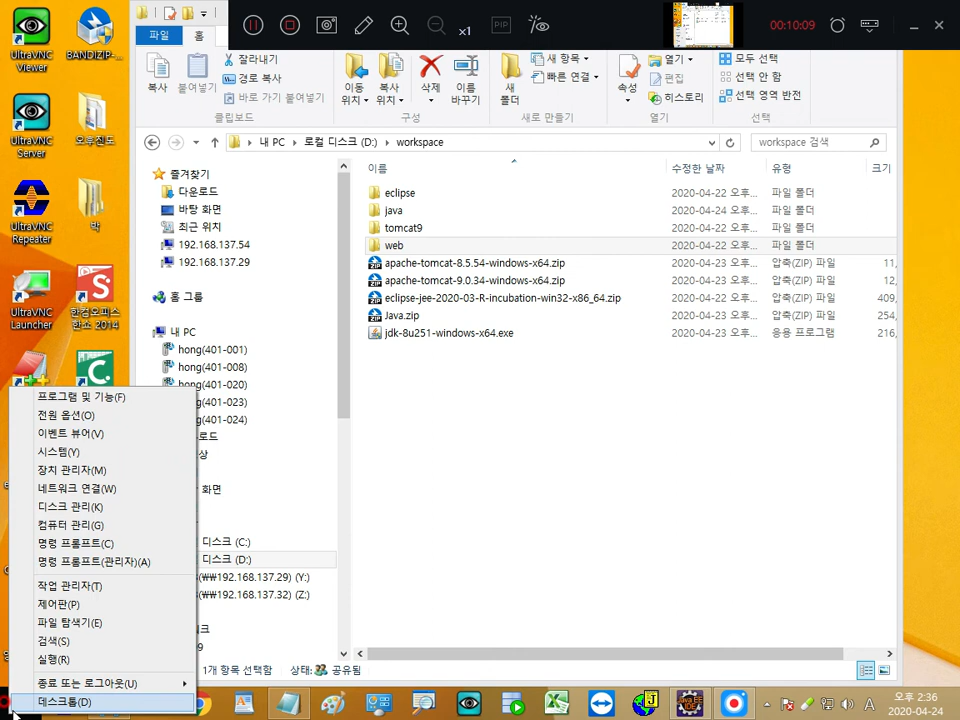 UltraVNC Viewer
BANDIZIP-...
UltraVNC Server
오후진도
UltraVNC Repeater
박
UltraVNC Launcher
한컴오피스 한쇼 2014
x1
PIP
00:10:09
파일
홈
복사
붙여넣기
잘라내기
경로 복사
바로 가기 붙여넣기
클립보드
이동 위치
복사 위치
삭제
이름 바꾸기
구성
새 폴더
새 항목
빠른 연결
새로 만들기
속성
열기
편집
히스토리
열기
모두 선택
선택 안 함
선택 영역 반전
선택
내 PC
로컬 디스크 (D:)
workspace
workspace 검색
이름
수정한 날짜
유형
크기
eclipse 2020-04-22 오후... 파일 폴더
java 2020-04-24 오후... 파일 폴더
tomcat9 2020-04-22 오후... 파일 폴더
web 2020-04-22 오후... 파일 폴더
apache-tomcat-8.5.54-windows-x64.zip 2020-04-23 오후... 압축(ZIP) 파일 11,
apache-tomcat-9.0.34-windows-x64.zip 2020-04-23 오후... 압축(ZIP) 파일 12,
eclipse-jee-2020-03-R-incubation-win32-x86_64.zip 2020-04-22 오후... 압축(ZIP) 파일 409,
Java.zip 2020-04-23 오후... 압축(ZIP) 파일 254,
jdk-8u251-windows-x64.exe 2020-04-23 오후... 응용 프로그램 216,
즐겨찾기
다운로드
바탕 화면
최근 위치
192.168.137.54
192.168.137.29
홈 그룹
내 PC
hong(401-001)
hong(401-008)
hong(401-020)
ng(401-023)
ng(401-024)
로드
상
화면
디스크 (C:)
디스크 (D:)
(₩₩192.168.137.29) (Y:)
(₩₩192.168.137.32) (Z:)
워크
1개 항목 선택함
상태:
공유됨
프로그램 및 기능(F)
전원 옵션(O)
이벤트 뷰어(V)
시스템(Y)
장치 관리자(M)
네트워크 연결(W)
디스크 관리(K)
컴퓨터 관리(G)
명령 프롬프트(C)
명령 프롬프트(관리자)(A)
작업 관리자(T)
제어판(P)
파일 탐색기(E)
검색(S)
실행(R)
종료 또는 로그아웃(U)
데스크톱(D)
A
오후 2:36
2020-04-24